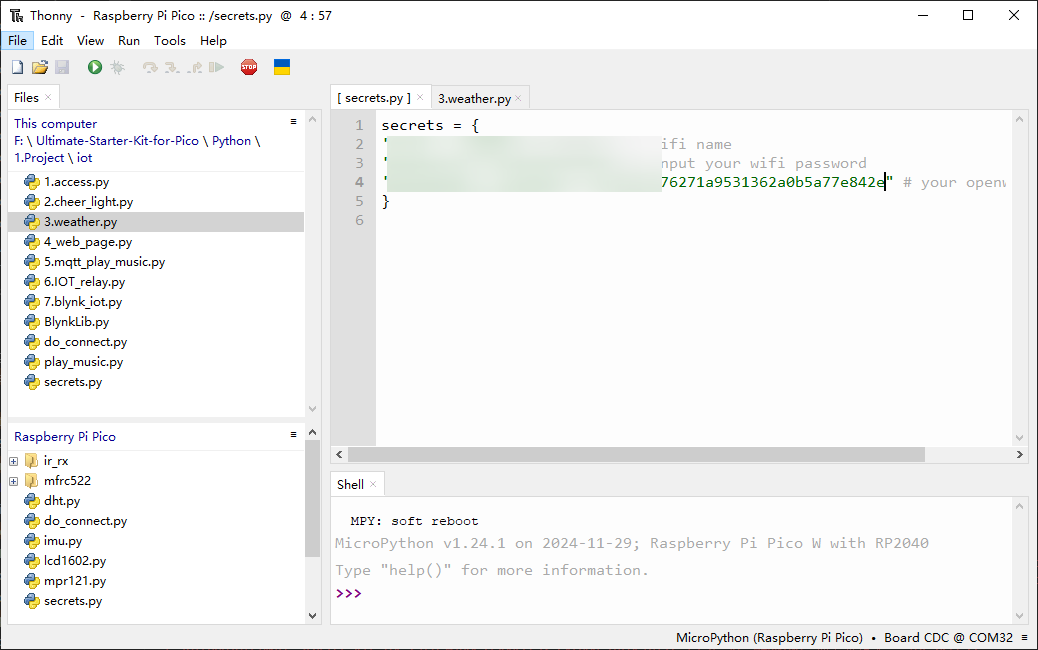 Thonny - Raspberry Pi Pico :: /secrets.py @ 4 : 57
File Edit View Run Tools Help
STOP
Files
This computer
F: \ Ultimate-Starter-Kit-for-Pico \ Python \
1.Project \ iot
1.access.py
2.cheer_light.py
3.weather.py
4_web_page.py
5.mqtt_play_music.py
6.IOT_relay.py
7.blynk_iot.py
BlynkLib.py
do_connect.py
play_music.py
secrets.py
Raspberry Pi Pico
ir_rx
mfrc522
dht.py
do_connect.py
imu.py
lcd1602.py
mpr121.py
secrets.py
[ secrets.py ] 3.weather.py
1 secrets = {
2 ' ifi name
3 ' nput your wifi password
4 ' 76271a9531362a0b5a77e842e" # your openw
5 }
6
Shell
MPY: soft reboot
MicroPython v1.24.1 on 2024-11-29; Raspberry Pi Pico W with RP2040
Type "help()" for more information.
>>>
MicroPython (Raspberry Pi Pico) • Board CDC @ COM32